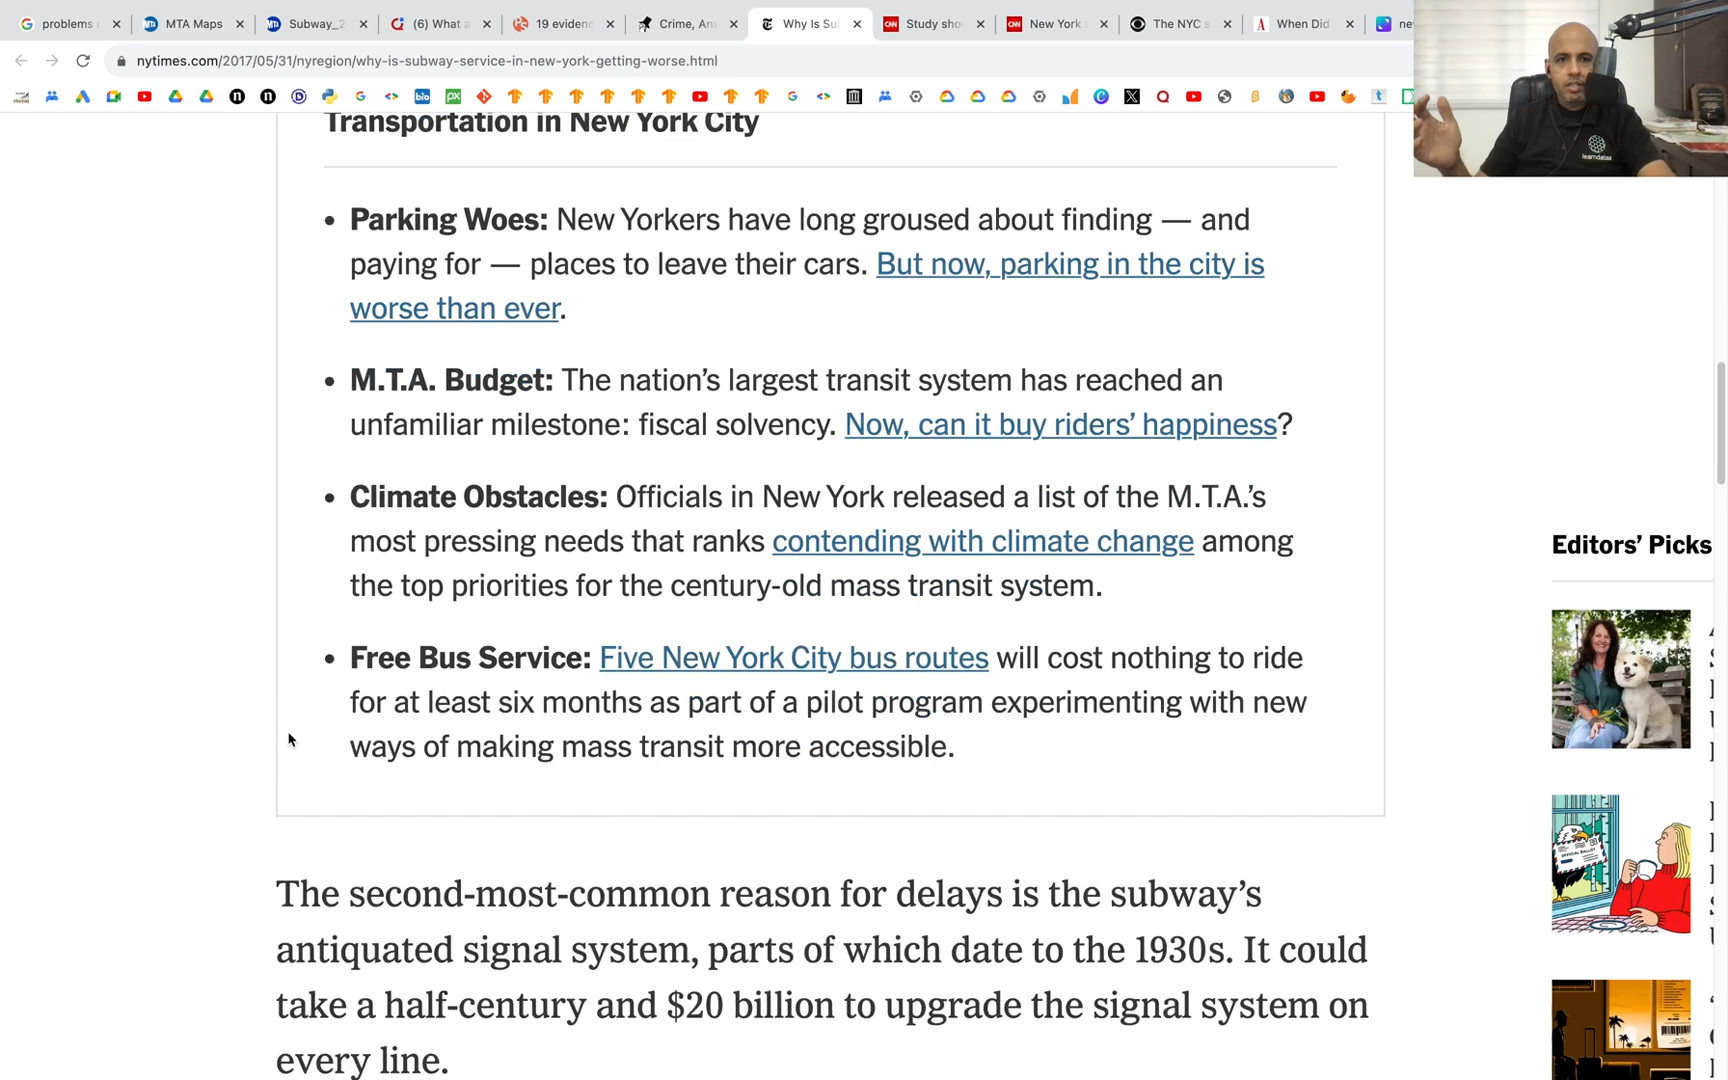 problems
MTA Maps
Subway_2
(6) What a
19 evidenc
Crime, An
Why Is Su
Study sho
New York s
The NYC s
When Did
ne
nytimes.com/2017/05/31/nyregion/why-is-subway-service-in-new-york-getting-worse.html
learndataa
Transportation in New York City
• Parking Woes: New Yorkers have long groused about finding — and
paying for — places to leave their cars. But now, parking in the city is
worse than ever.
• M.T.A. Budget: The nation’s largest transit system has reached an
unfamiliar milestone: fiscal solvency. Now, can it buy riders’ happiness?
• Climate Obstacles: Officials in New York released a list of the M.T.A.’s
most pressing needs that ranks contending with climate change among
the top priorities for the century-old mass transit system.
• Free Bus Service: Five New York City bus routes will cost nothing to ride
for at least six months as part of a pilot program experimenting with new
ways of making mass transit more accessible.
Editors’ Picks
The second-most-common reason for delays is the subway’s
antiquated signal system, parts of which date to the 1930s. It could
take a half-century and $20 billion to upgrade the signal system on
every line.